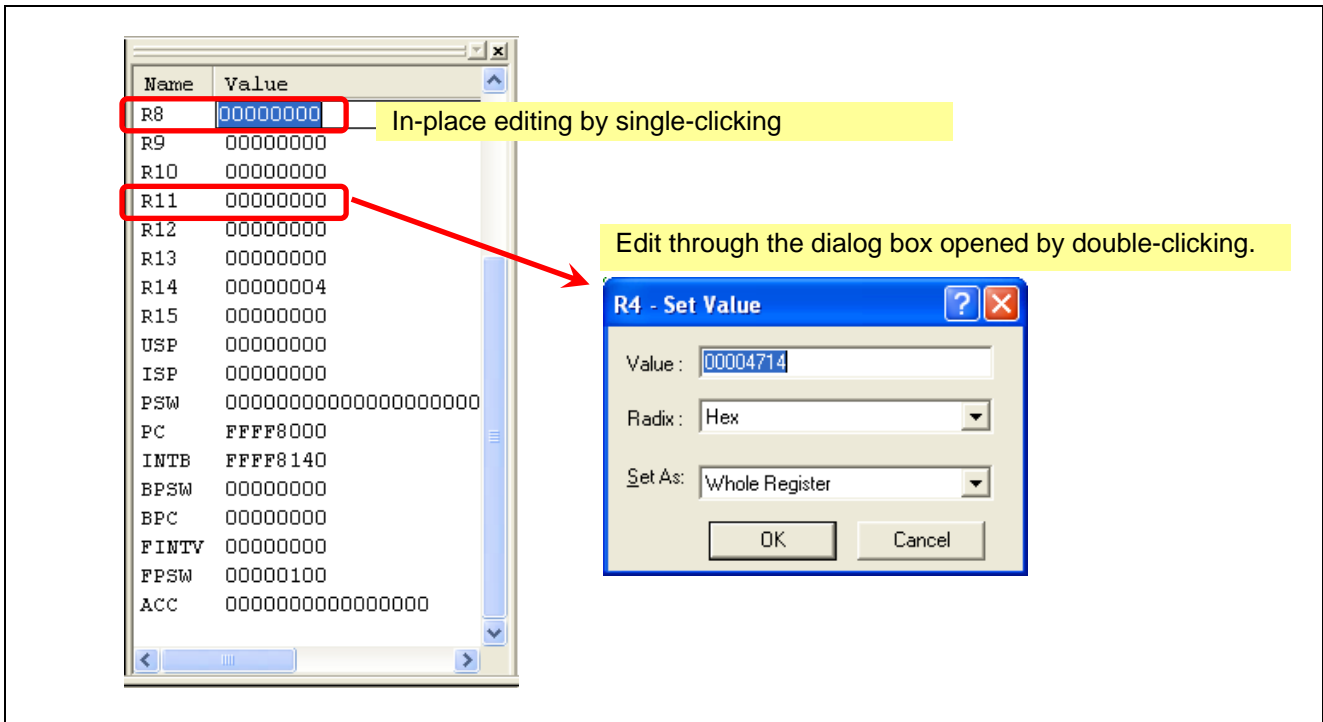 Name Value
R8 00000000
R9 00000000
R10 00000000
R11 00000000
R12 00000000
R13 00000000
R14 00000004
R15 00000000
USP 00000000
ISP 00000000
PSW 00000000000000000000
PC FFFF8000
INTB FFFF8140
BPSW 00000000
BPC 00000000
FINTV 00000000
FPSW 00000100
ACC 0000000000000000
In-place editing by single-clicking
Edit through the dialog box opened by double-clicking.
R4 - Set Value
Value : 00004714
Radix : Hex
Set As: Whole Register
OK Cancel